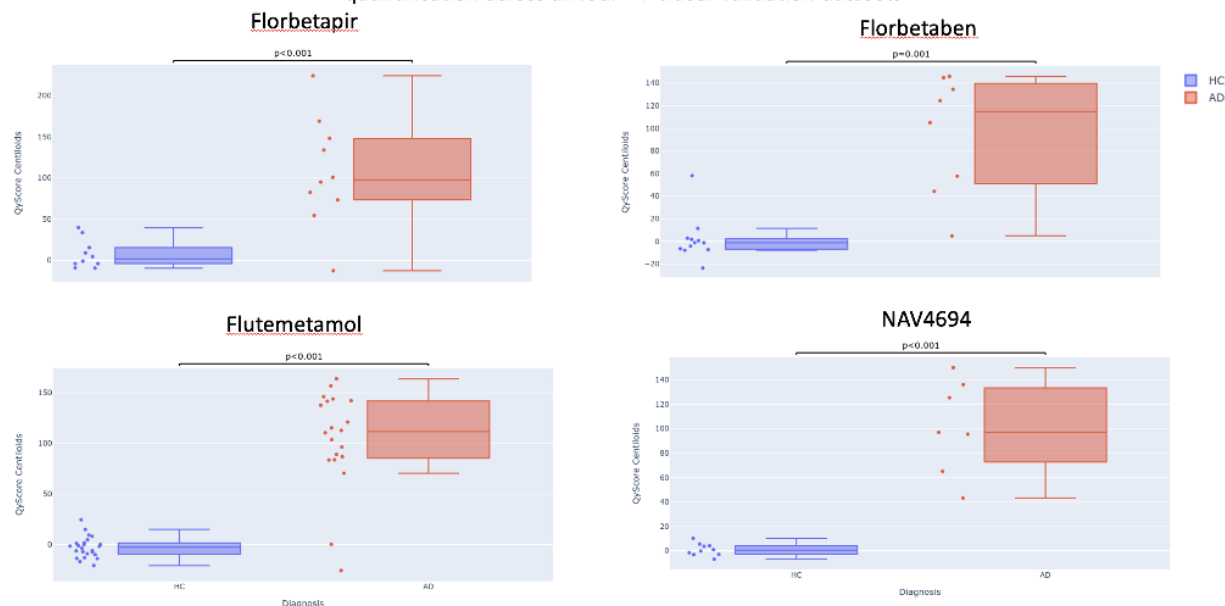 Florbetapir
p<0.001
200
150
100
50
0
QyScore Centiloids
Florbetaben
p=0.001
140
120
100
80
60
40
20
0
−20
QyScore Centiloids
HC
AD
Flutemetamol
p<0.001
150
100
50
0
QyScore Centiloids
HC
AD
Diagnosis
NAV4694
p<0.001
140
120
100
80
60
40
20
0
QyScore Centiloids
HC
AD
Diagnosis